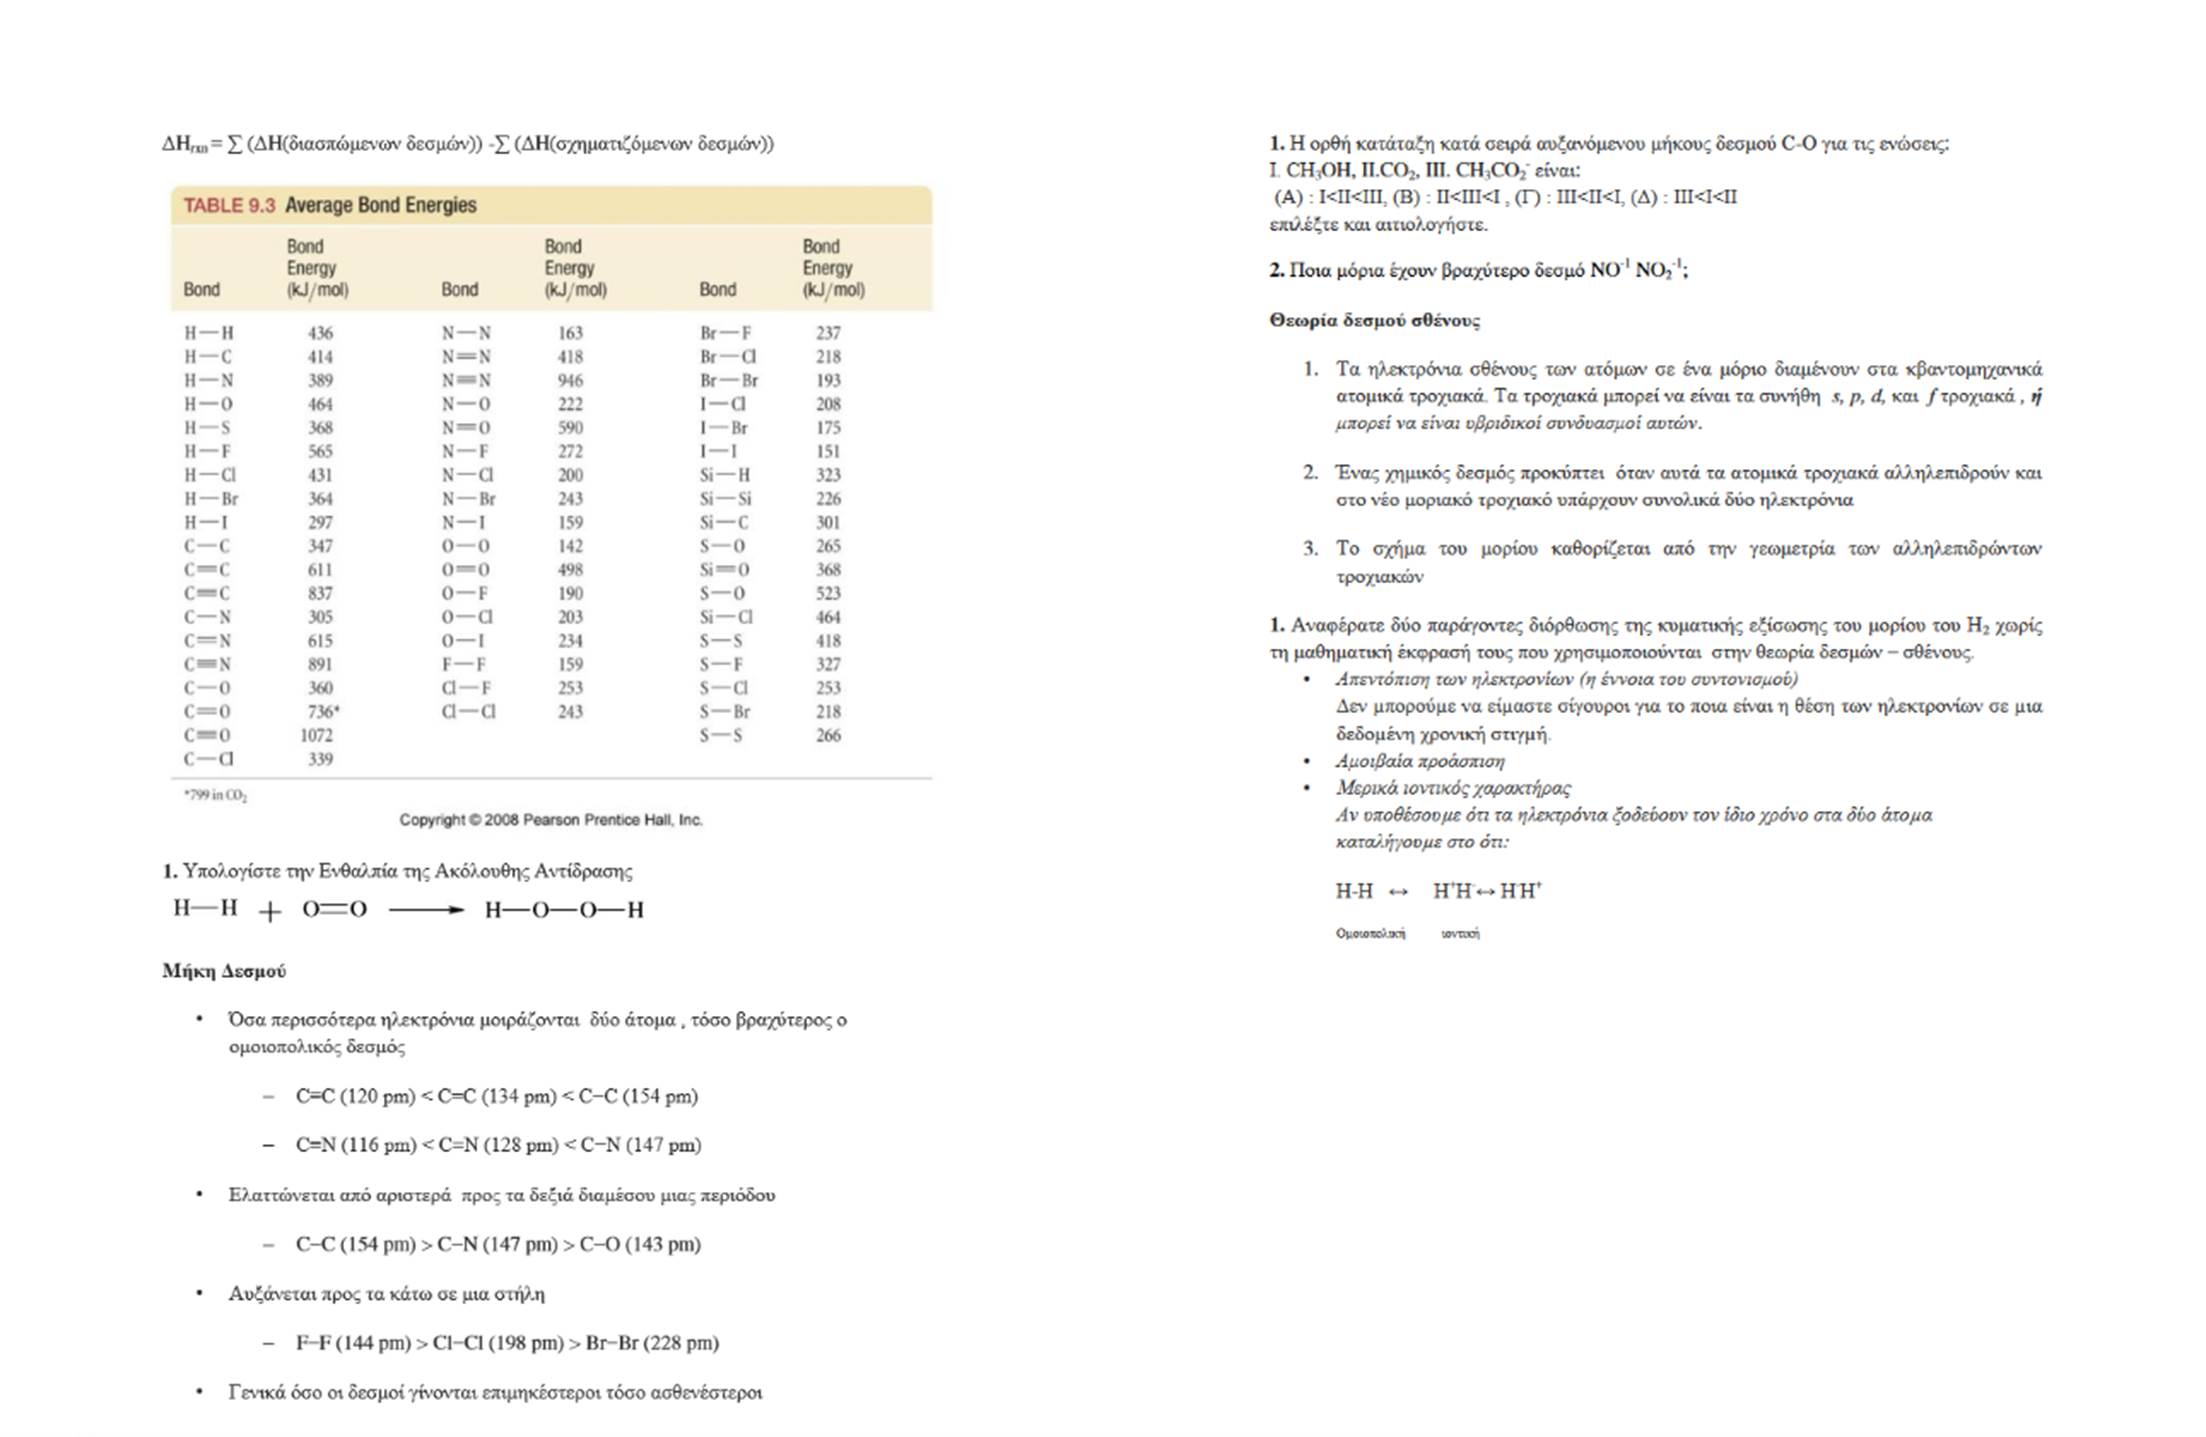 ΔHrxn = ∑ (ΔH(διασπώμενων δεσμών)) -∑ (ΔH(σχηματιζόμενων δεσμών))
TABLE 9.3 Average Bond Energies
Bond Bond Energy (kJ/mol) Bond Bond Energy (kJ/mol) Bond Bond Energy (kJ/mol)
H—H 436 N—N 163 Br—F 237
H—C 414 N=N 418 Br—Cl 218
H—N 389 N≡N 946 Br—Br 193
H—O 464 N—O 222 I—Cl 208
H—S 368 N=O 590 I—Br 175
H—F 565 N—F 272 I—I 151
H—Cl 431 N—Cl 200 Si—H 323
H—Br 364 N—Br 243 Si—Si 226
H—I 297 N—I 159 Si—C 301
C—C 347 O—O 142 S—O 265
C=C 611 O=O 498 Si=O 368
C≡C 837 O—F 190 S—O 523
C—N 305 O—Cl 203 Si—Cl 464
C=N 615 O—I 234 S—S 418
C≡N 891 F—F 159 S—F 327
C—O 360 Cl—F 253 S—Cl 253
C=O 736* Cl—Cl 243 S—Br 218
C≡O 1072 S—S 266
C—Cl 339
*799 in CO₂
Copyright © 2008 Pearson Prentice Hall, Inc.
1. Υπολογίστε την Ενθαλπία της Ακόλουθης Αντίδρασης
H—H + O=O ⟶ H—O—O—H
Μήκη Δεσμού
• Όσα περισσότερα ηλεκτρόνια μοιράζονται δύο άτομα , τόσο βραχύτερος ο
ομοιοπολικός δεσμός
– C≡C (120 pm) < C=C (134 pm) < C−C (154 pm)
– C≡N (116 pm) < C=N (128 pm) < C−N (147 pm)
• Ελαττώνεται από αριστερά προς τα δεξιά διαμέσου μιας περιόδου
– C−C (154 pm) > C−N (147 pm) > C−O (143 pm)
• Αυξάνεται προς τα κάτω σε μια στήλη
– F−F (144 pm) > Cl−Cl (198 pm) > Br−Br (228 pm)
• Γενικά όσο οι δεσμοί γίνονται επιμηκέστεροι τόσο ασθενέστεροι
1. Η ορθή κατάταξη κατά σειρά αυξανόμενου μήκους δεσμού C-O για τις ενώσεις:
I. CH₃OH, II.CO₂, III. CH₃CO₂⁻ είναι:
(Α) : I<II<III, (Β) : II<III<I , (Γ) : III<II<I, (Δ) : III<I<II
επιλέξτε και αιτιολογήστε.
2. Ποια μόρια έχουν βραχύτερο δεσμό NO⁻¹ NO₂⁻¹;
Θεωρία δεσμού σθένους
1. Τα ηλεκτρόνια σθένους των ατόμων σε ένα μόριο διαμένουν στα κβαντομηχανικά
ατομικά τροχιακά. Τα τροχιακά μπορεί να είναι τα συνήθη s, p, d, και f τροχιακά , ή
μπορεί να είναι υβριδικοί συνδυασμοί αυτών.
2. Ένας χημικός δεσμός προκύπτει όταν αυτά τα ατομικά τροχιακά αλληλεπιδρούν και
στο νέο μοριακό τροχιακό υπάρχουν συνολικά δύο ηλεκτρόνια
3. Το σχήμα του μορίου καθορίζεται από την γεωμετρία των αλληλεπιδρώντων
τροχιακών
1. Αναφέρατε δύο παράγοντες διόρθωσης της κυματικής εξίσωσης του μορίου του H₂ χωρίς
τη μαθηματική έκφρασή τους που χρησιμοποιούνται στην θεωρία δεσμών – σθένους.
• Απεντόπιση των ηλεκτρονίων (η έννοια του συντονισμού)
Δεν μπορούμε να είμαστε σίγουροι για το ποια είναι η θέση των ηλεκτρονίων σε μια
δεδομένη χρονική στιγμή.
• Αμοιβαία προάσπιση
• Μερικά ιοντικός χαρακτήρας
Αν υποθέσουμε ότι τα ηλεκτρόνια ξοδεύουν τον ίδιο χρόνο στα δύο άτομα
καταλήγουμε στο ότι:
H-H ↔ H⁺H⁻↔ H⁻H⁺
Ομοιοπολική ιοντική